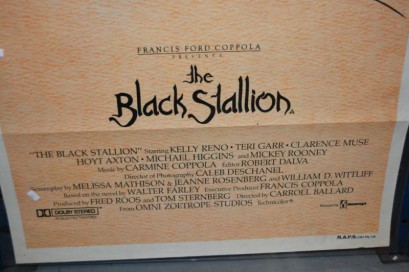 FRANCIS FORD COPPOLA
PRESENTS
the
Black Stallion
"THE BLACK STALLION" Starring KELLY RENO · TERI GARR · CLARENCE MUSE
HOYT AXTON · MICHAEL HIGGINS and MICKEY ROONEY
Music by CARMINE COPPOLA Editor ROBERT DALVA
Director of Photography CALEB DESCHANEL
Screenplay by MELISSA MATHISON & JEANNE ROSENBERG and WILLIAM D. WITTLIFF
Based on the novel by WALTER FARLEY Executive Producer FRANCIS COPPOLA
Produced by FRED ROOS and TOM STERNBERG Directed by CARROLL BALLARD
DOLBY STEREO From OMNI ZOETROPE STUDIOS Technicolor®
M.A.P.S.